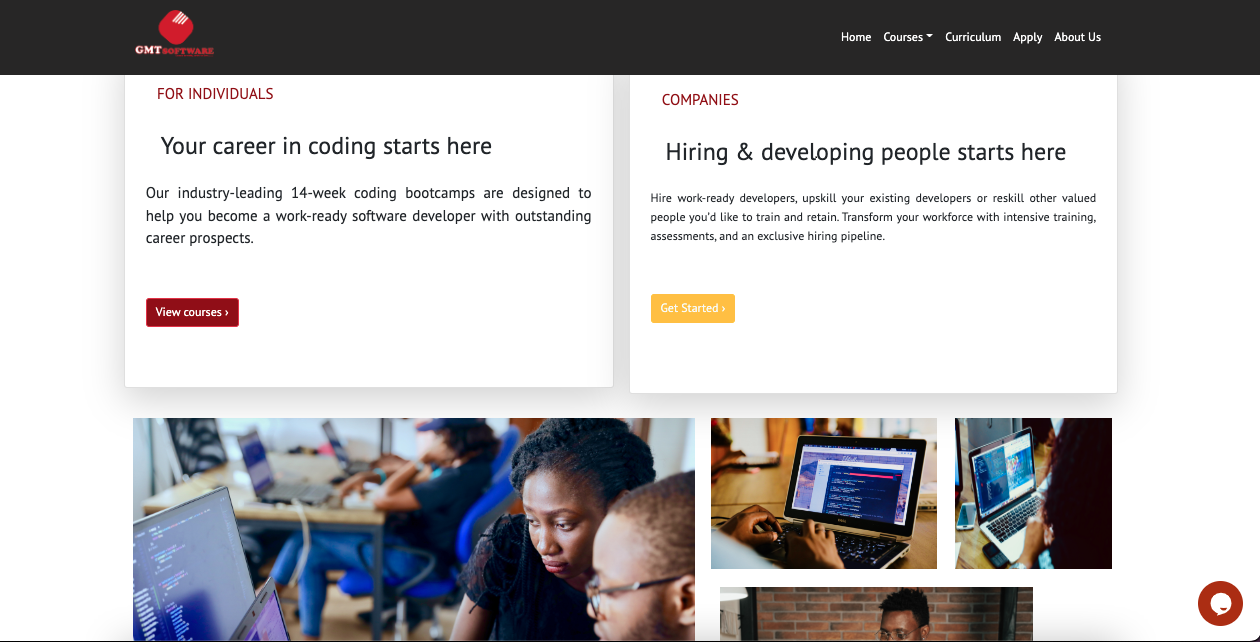 GMT SOFTWARE
Home Courses Curriculum Apply About Us
FOR INDIVIDUALS
Your career in coding starts here
Our industry-leading 14-week coding bootcamps are designed to
help you become a work-ready software developer with outstanding
career prospects.
View courses ›
COMPANIES
Hiring & developing people starts here
Hire work-ready developers, upskill your existing developers or reskill other valued
people you'd like to train and retain. Transform your workforce with intensive training,
assessments, and an exclusive hiring pipeline.
Get Started ›